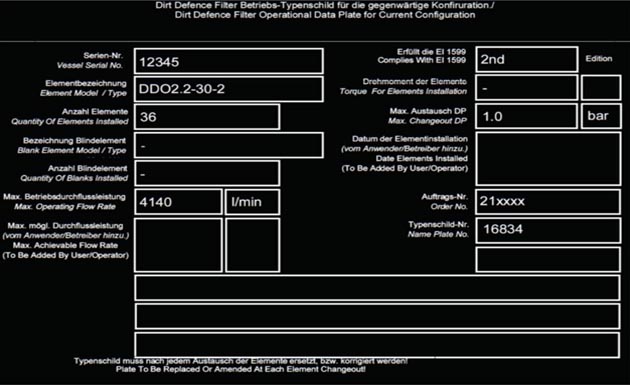 Dirt Defence Filter Betriebs-Typenschild für die gegenwärtige Konfiruration./
Dirt Defence Filter Operational Data Plate for Current Configuration
Serien-Nr.
Vessel Serial No.
12345
Erfüllt die EI 1599
Complies With EI 1599
2nd
Edition
Elementbezeichnung
Element Model / Type
DDO2.2-30-2
Drehmoment der Elemente
Torque For Elements Installation
-
Anzahl Elemente
Quantity Of Elements Installed
36
Max. Austausch DP
Max. Changeout DP
1.0
bar
Bezeichnung Blindelement
Blank Element Model / Type
-
Datum der Elementinstallation
(vom Anwender/Betreiber hinzu.)
Date Elements Installed
(To Be Added By User/Operator)
Anzahl Blindelement
Quantity Of Blanks Installed
-
Max. Betriebsdurchflussleistung
Max. Operating Flow Rate
4140
l/min
Auftrags-Nr.
Order No.
21xxxx
Max. mögl. Durchflussleistung
(vom Anwender/Betreiber hinzu.)
Max. Achievable Flow Rate
(To Be Added By User/Operator)
Typenschild-Nr.
Name Plate No.
16834
Typenschild muss nach jedem Austausch der Elemente ersetzt, bzw. korrigiert werden!
Plate To Be Replaced Or Amended At Each Element Changeout!